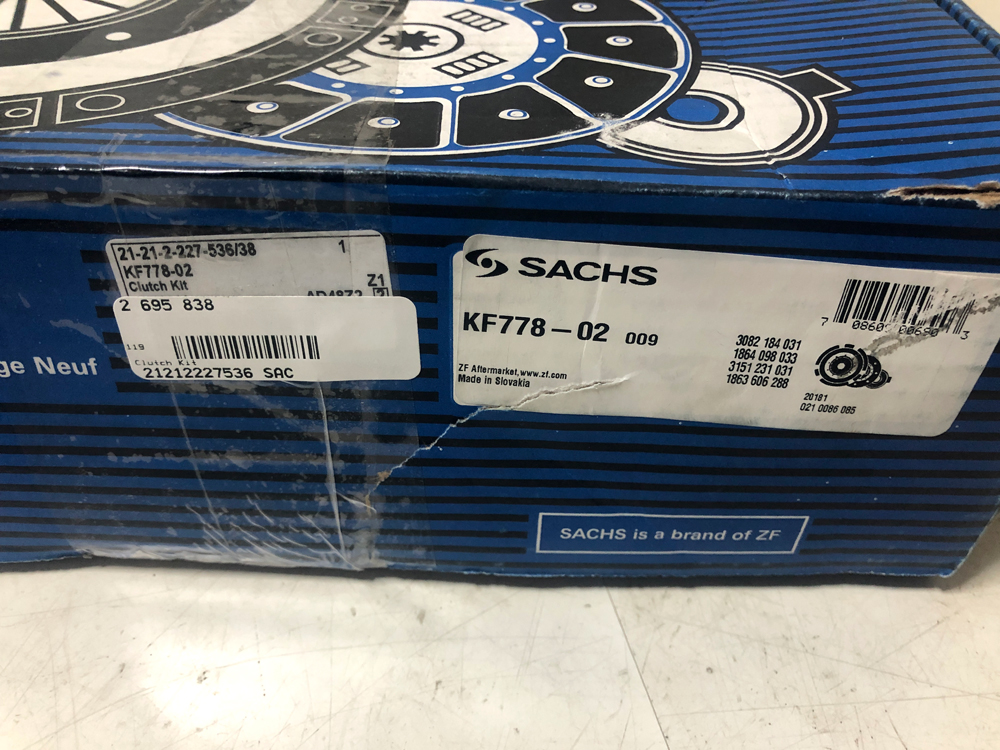 21-21-2-227-536/38 1
KF778-02
Clutch Kit Z1
2 695 838
119
Clutch Kit
21212227536 SAC
ge Neuf
SACHS
KF778-02 009
ZF Aftermarket,www.zf.com
Made in Slovakia
3082 184 031
1864 098 033
3151 231 031
1863 606 288
20181
021 0086 085
SACHS is a brand of ZF